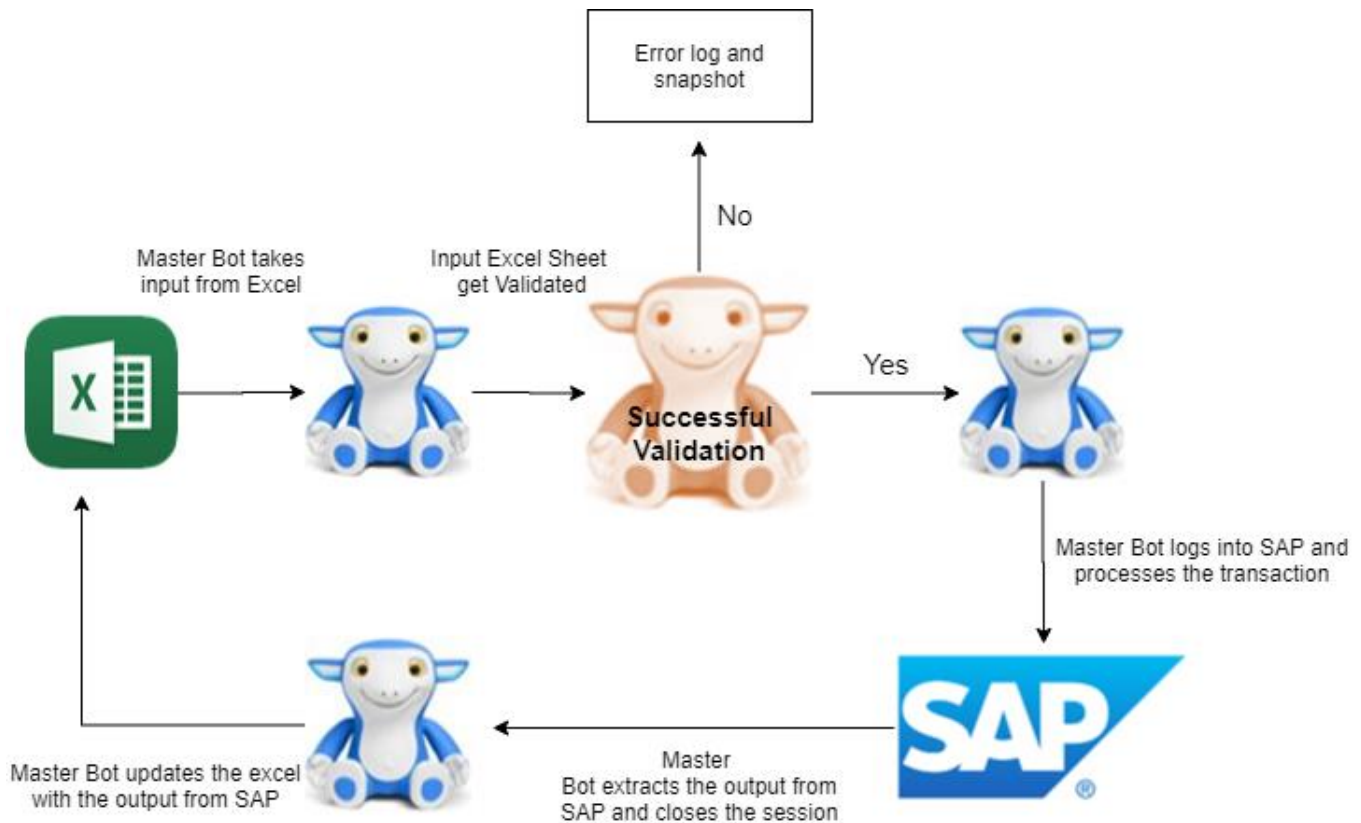 Error log and
snapshot
No
Master Bot takes
input from Excel
Input Excel Sheet
get Validated
X
Yes
Successful
Validation
Master Bot logs into SAP and
processes the transaction
SAP
®
Master Bot updates the excel
with the output from SAP
Master
Bot extracts the output from
SAP and closes the session